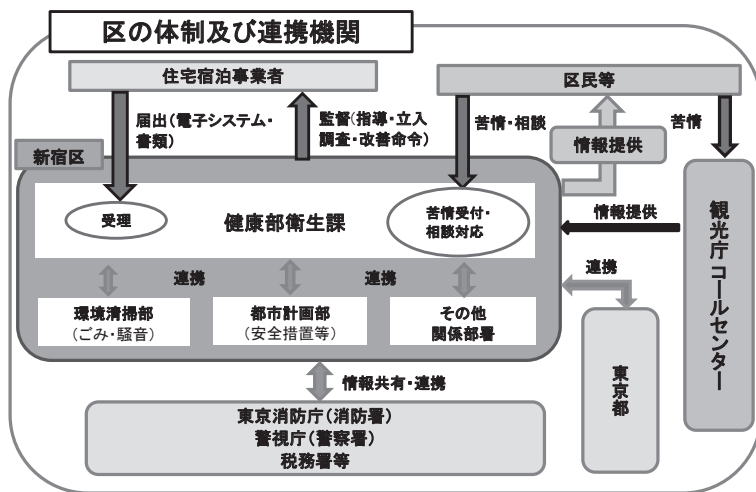 区の体制及び連携機関
住宅宿泊事業者
区民等
届出(電子システム・
書類)
監督(指導・立入
調査・改善命令)
苦情・相談
情報提供
苦情
新宿区
受理
健康部衛生課
苦情受付・
相談対応
情報提供
観光庁コールセンター
連携
連携
連携
環境清掃部
(ごみ・騒音)
都市計画部
(安全措置等)
その他
関係部署
東京都
情報共有・連携
東京消防庁(消防署)
警視庁(警察署)
税務署等